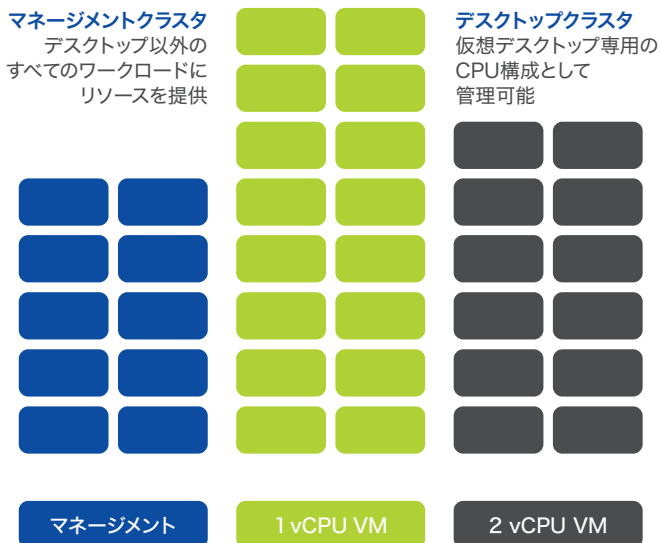 マネージメントクラスタ
デスクトップ以外の
すべてのワークロードに
リソースを提供
デスクトップクラスタ
仮想デスクトップ専用の
CPU構成として
管理可能
マネージメント
1 vCPU VM
2 vCPU VM